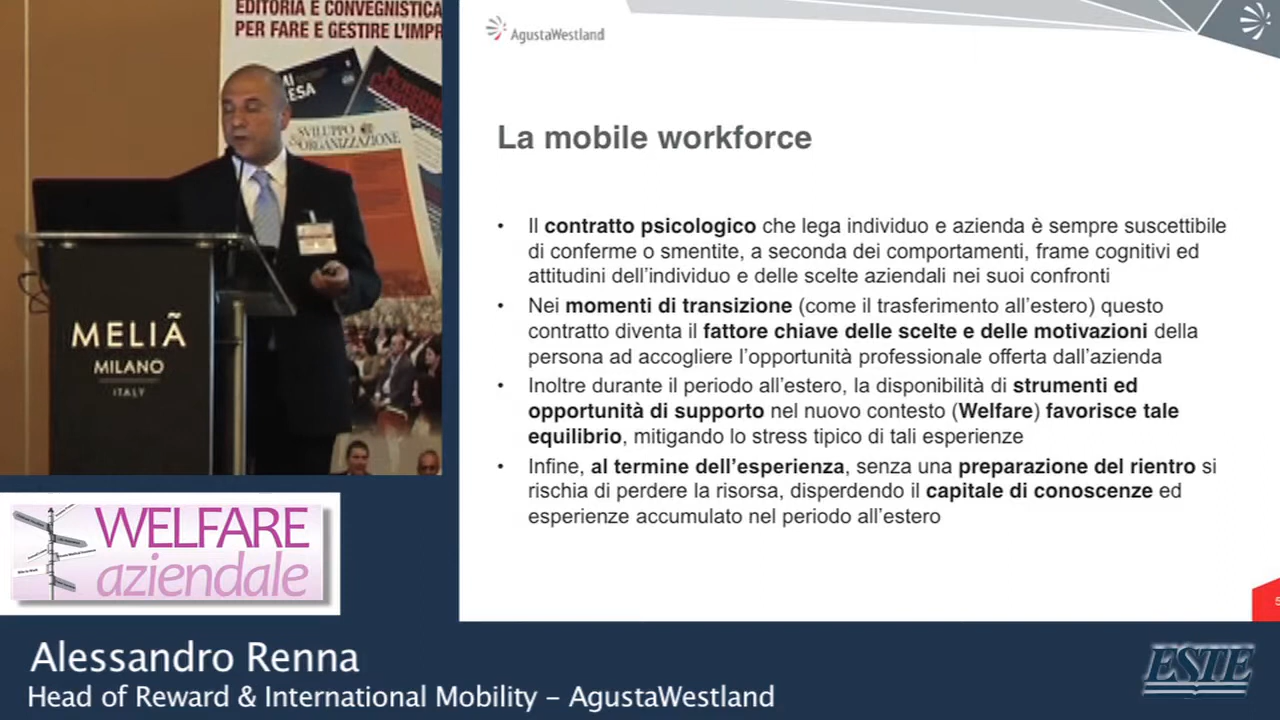 EDITORIA E CONVEGNISTICA
PER FARE E GESTIRE L'IMPR
SVILUPPO
&ORGANIZZAZIONE
MELIÃ
MILANO
ITALY
AgustaWestland
La mobile workforce
• Il contratto psicologico che lega individuo e azienda è sempre suscettibile
di conferme o smentite, a seconda dei comportamenti, frame cognitivi ed
attitudini dell'individuo e delle scelte aziendali nei suoi confronti
• Nei momenti di transizione (come il trasferimento all'estero) questo
contratto diventa il fattore chiave delle scelte e delle motivazioni della
persona ad accogliere l'opportunità professionale offerta dall'azienda
• Inoltre durante il periodo all'estero, la disponibilità di strumenti ed
opportunità di supporto nel nuovo contesto (Welfare) favorisce tale
equilibrio, mitigando lo stress tipico di tali esperienze
• Infine, al termine dell'esperienza, senza una preparazione del rientro si
rischia di perdere la risorsa, disperdendo il capitale di conoscenze ed
esperienze accumulato nel periodo all'estero
5
WELFARE
aziendale
Alessandro Renna
Head of Reward & International Mobility – AgustaWestland
ESTE